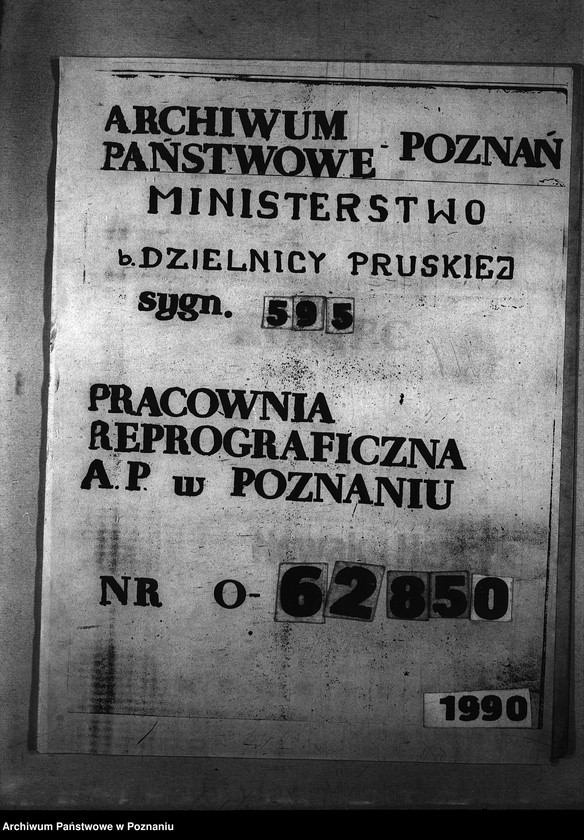 ARCHIWUM
PAŃSTWOWE - POZNAŃ
MINISTERSTWO
b. DZIELNICY PRUSKIEJ
sygn. 595
PRACOWNIA
REPROGRAFICZNA
A.P. w POZNANIU
NR O-62850
1990
Archiwum Państwowe w Poznaniu